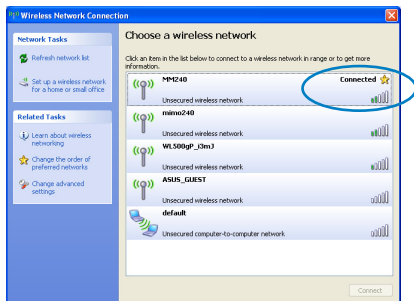 Wireless Network Connection
Network Tasks
Refresh network list
Set up a wireless network
for a home or small office
Related Tasks
Learn about wireless
networking
Change the order of
preferred networks
Change advanced
settings
Choose a wireless network
Click an item in the list below to connect to a wireless network in range or to get more
information.
MM240
Connected
Unsecured wireless network
mimo240
Unsecured wireless network
WL500gP_i3mJ
Unsecured wireless network
ASUS_GUEST
Unsecured wireless network
default
Unsecured computer-to-computer network
Connect